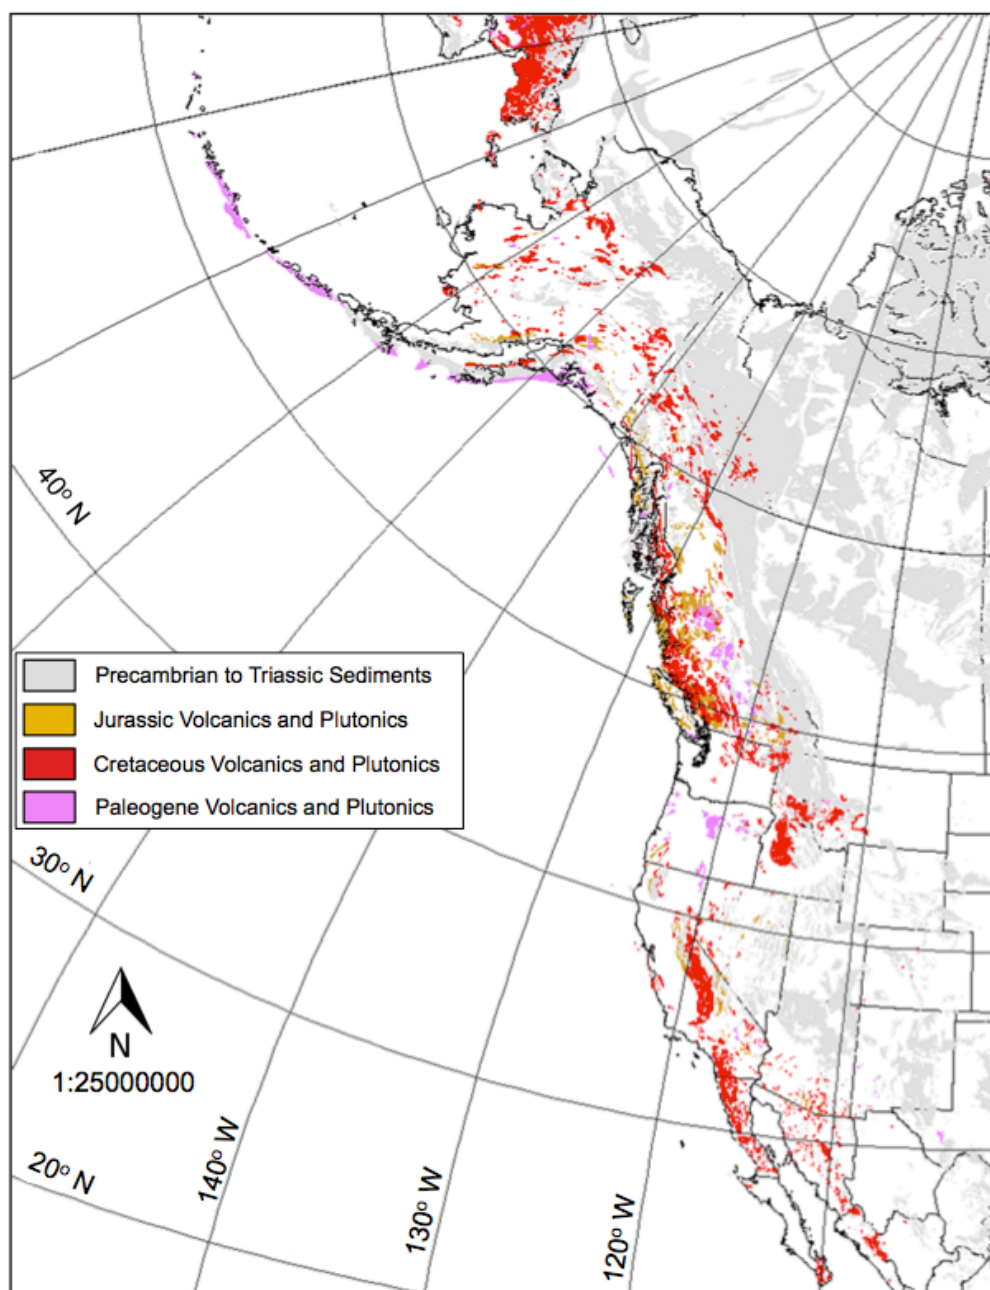 40° N
Precambrian to Triassic Sediments
Jurassic Volcanics and Plutonics
Cretaceous Volcanics and Plutonics
Paleogene Volcanics and Plutonics
30° N
N
1:25000000
20° N
140° W
130° W
120° W